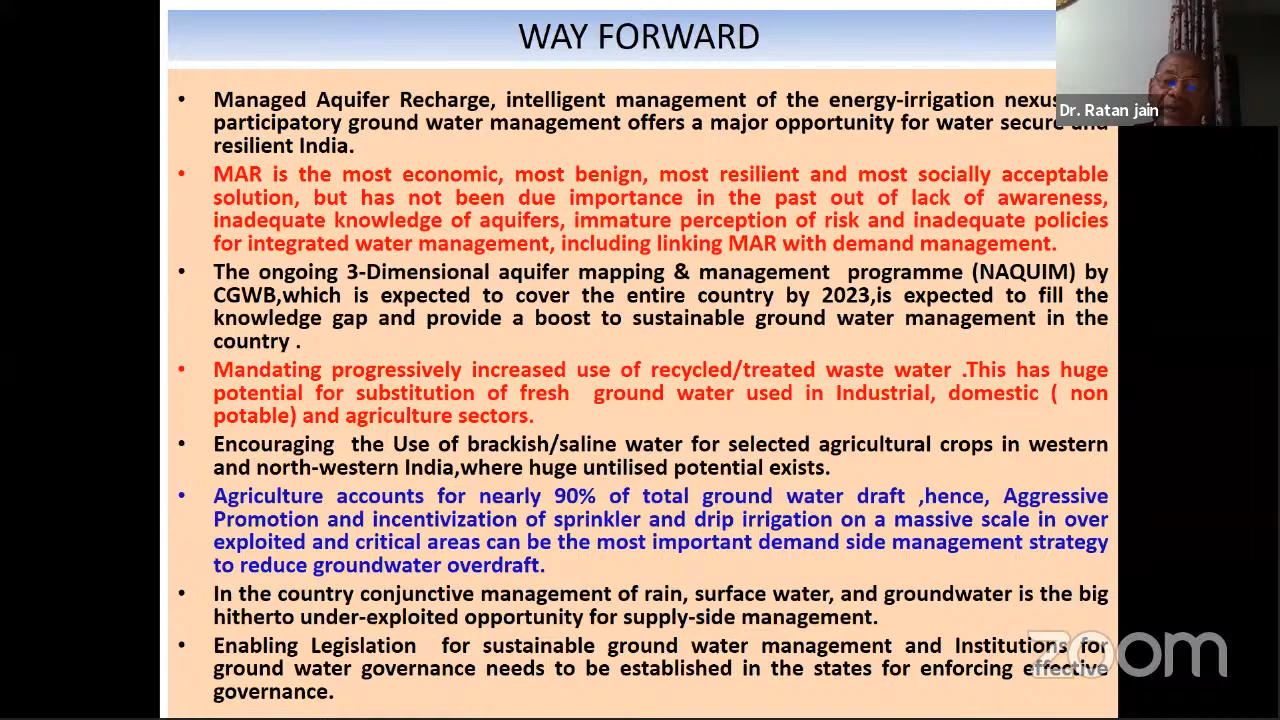 WAY FORWARD
Dr. Ratan jain
• Managed Aquifer Recharge, intelligent management of the energy-irrigation nexus
participatory ground water management offers a major opportunity for water secure and
resilient India.
• MAR is the most economic, most benign, most resilient and most socially acceptable
solution, but has not been due importance in the past out of lack of awareness,
inadequate knowledge of aquifers, immature perception of risk and inadequate policies
for integrated water management, including linking MAR with demand management.
• The ongoing 3-Dimensional aquifer mapping & management programme (NAQUIM) by
CGWB,which is expected to cover the entire country by 2023,is expected to fill the
knowledge gap and provide a boost to sustainable ground water management in the
country .
• Mandating progressively increased use of recycled/treated waste water .This has huge
potential for substitution of fresh ground water used in Industrial, domestic ( non
potable) and agriculture sectors.
• Encouraging the Use of brackish/saline water for selected agricultural crops in western
and north-western India,where huge untilised potential exists.
• Agriculture accounts for nearly 90% of total ground water draft ,hence, Aggressive
Promotion and incentivization of sprinkler and drip irrigation on a massive scale in over
exploited and critical areas can be the most important demand side management strategy
to reduce groundwater overdraft.
• In the country conjunctive management of rain, surface water, and groundwater is the big
hitherto under-exploited opportunity for supply-side management.
• Enabling Legislation for sustainable ground water management and Institutions for
ground water governance needs to be established in the states for enforcing effective
governance.
zoom